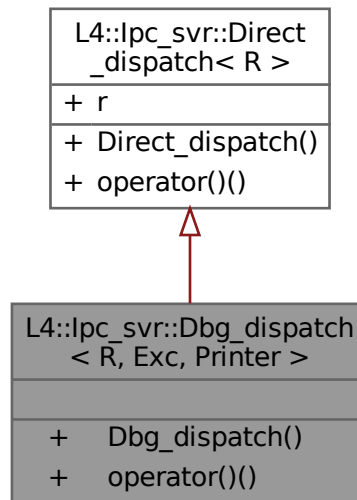 L4::Ipc_svr::Direct
_dispatch< R >
+ r
+ Direct_dispatch()
+ operator()()
L4::Ipc_svr::Dbg_dispatch
< R, Exc, Printer >
+ Dbg_dispatch()
+ operator()()